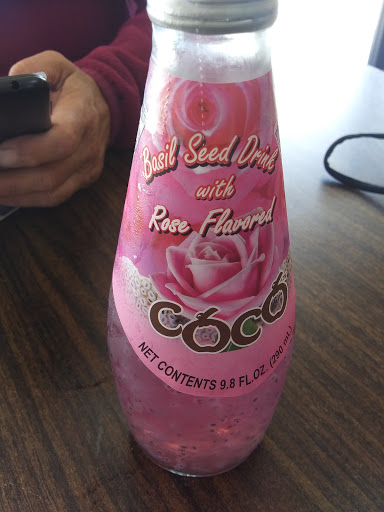 Basil Seed Drink
with
Rose Flavored
COCO
NET CONTENTS 9.8 FL.OZ. (290 mL.)